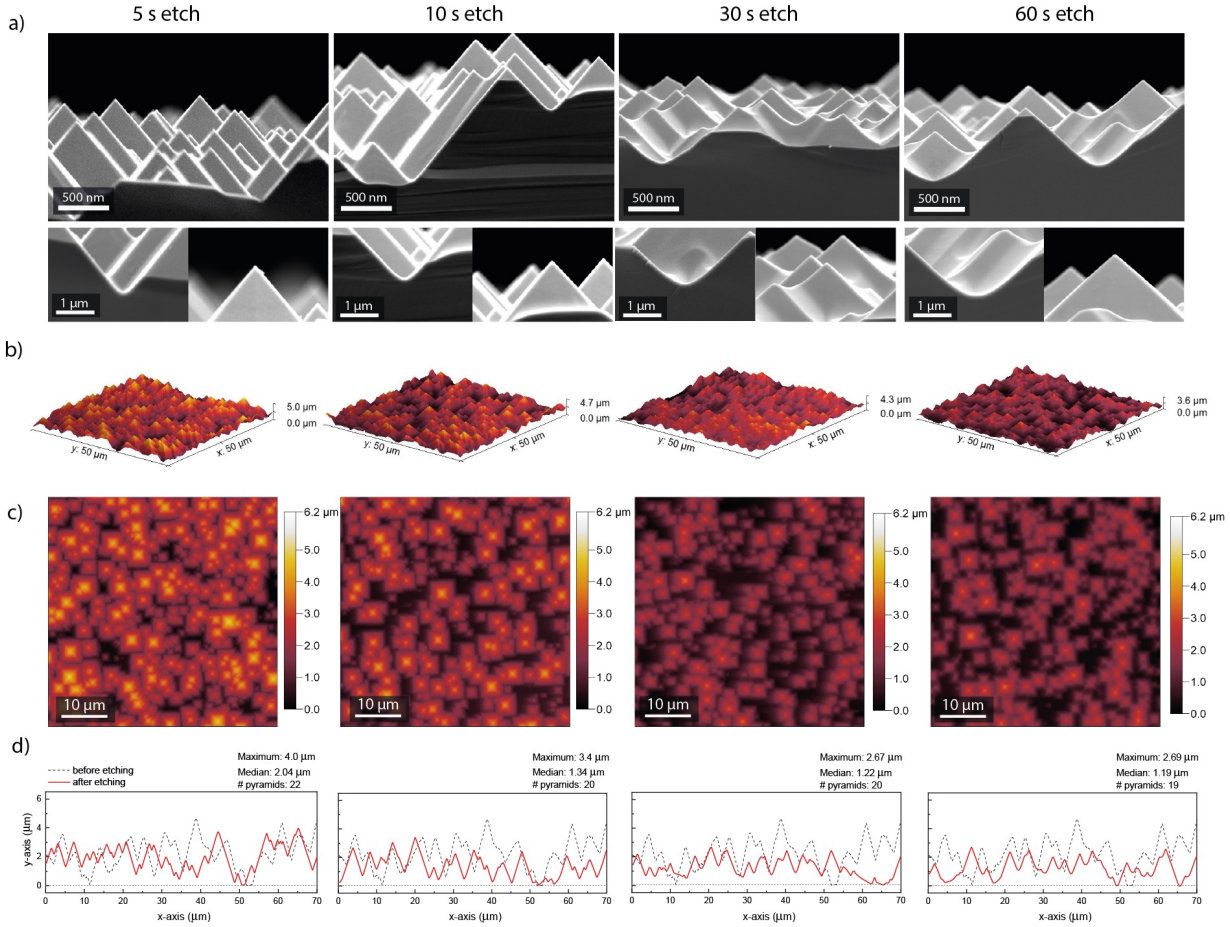 5 s etch 10 s etch 30 s etch 60 s etch
a)
500 nm 500 nm 500 nm 500 nm
1 µm 1 µm 1 µm 1 µm
b)
5.0 µm 4.7 µm 4.3 µm 3.6 µm
0.0 µm 0.0 µm 0.0 µm 0.0 µm
y: 50 µm x: 50 µm y: 50 µm x: 50 µm y: 50 µm x: 50 µm y: 50 µm x: 50 µm
c)
6.2 µm 6.2 µm 6.2 µm 6.2 µm
5.0 5.0 5.0 5.0
4.0 4.0 4.0 4.0
3.0 3.0 3.0 3.0
2.0 2.0 2.0 2.0
1.0 1.0 1.0 1.0
0.0 0.0 0.0 0.0
10 µm 10 µm 10 µm 10 µm
d)
Maximum: 4.0 µm Maximum: 3.4 µm Maximum: 2.67 µm Maximum: 2.69 µm
before etching Median: 2.04 µm Median: 1.34 µm Median: 1.22 µm Median: 1.19 µm
after etching # pyramids: 22 # pyramids: 20 # pyramids: 20 # pyramids: 19
6
4
2
0
y-axis (µm)
0 10 20 30 40 50 60 70 0 10 20 30 40 50 60 70 0 10 20 30 40 50 60 70 0 10 20 30 40 50 60 70
x-axis (µm) x-axis (µm) x-axis (µm) x-axis (µm)